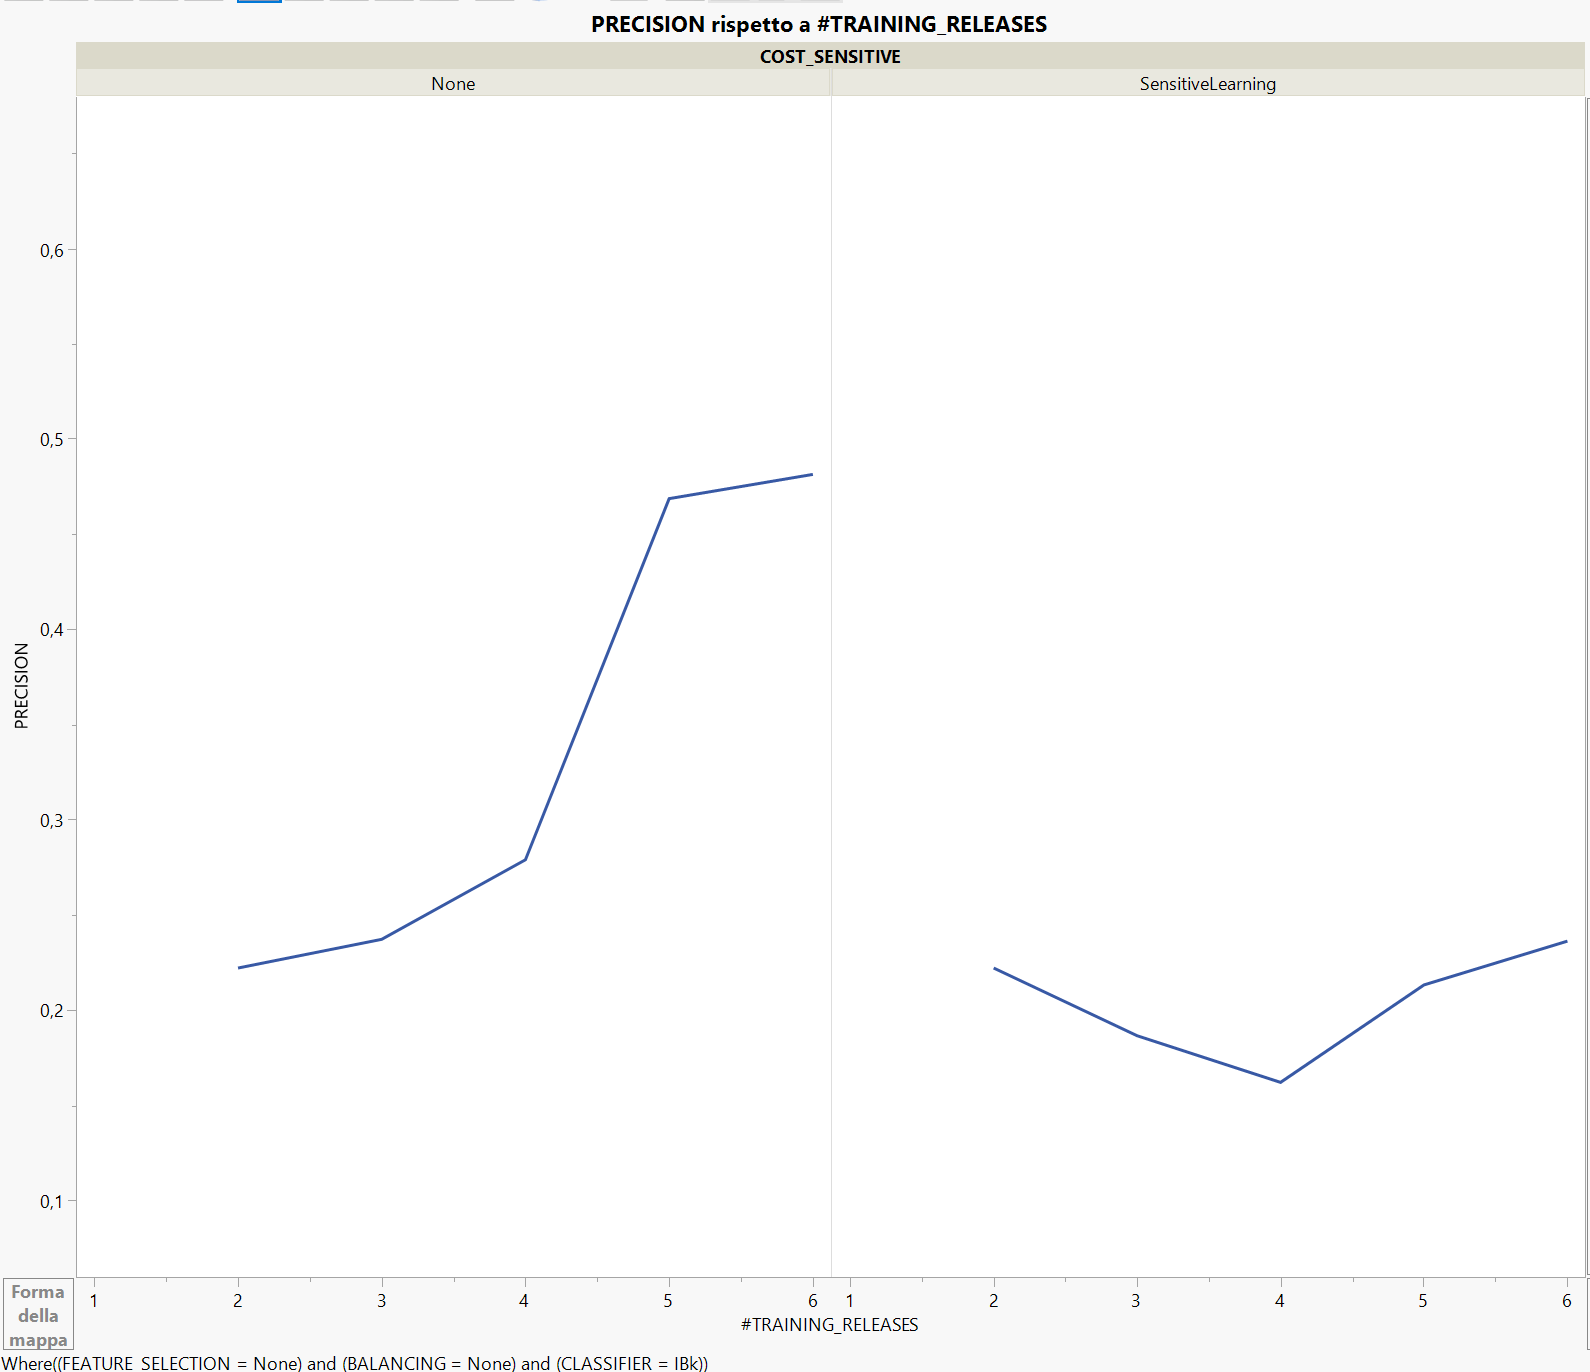 PRECISION rispetto a #TRAINING_RELEASES
COST_SENSITIVE
None SensitiveLearning
0,6
0,5
0,4
0,3
0,2
0,1
PRECISION
1 2 3 4 5 6 1 2 3 4 5 6
#TRAINING_RELEASES
Forma
della
mappa
Where((FEATURE_SELECTION = None) and (BALANCING = None) and (CLASSIFIER = IBk))